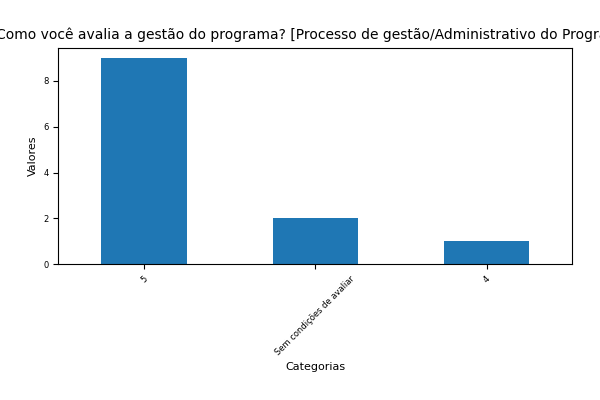 Como você avalia a gestão do programa? [Processo de gestão/Administrativo do Progra
Valores
8
6
4
2
0
5
Sem condições de avaliar
4
Categorias